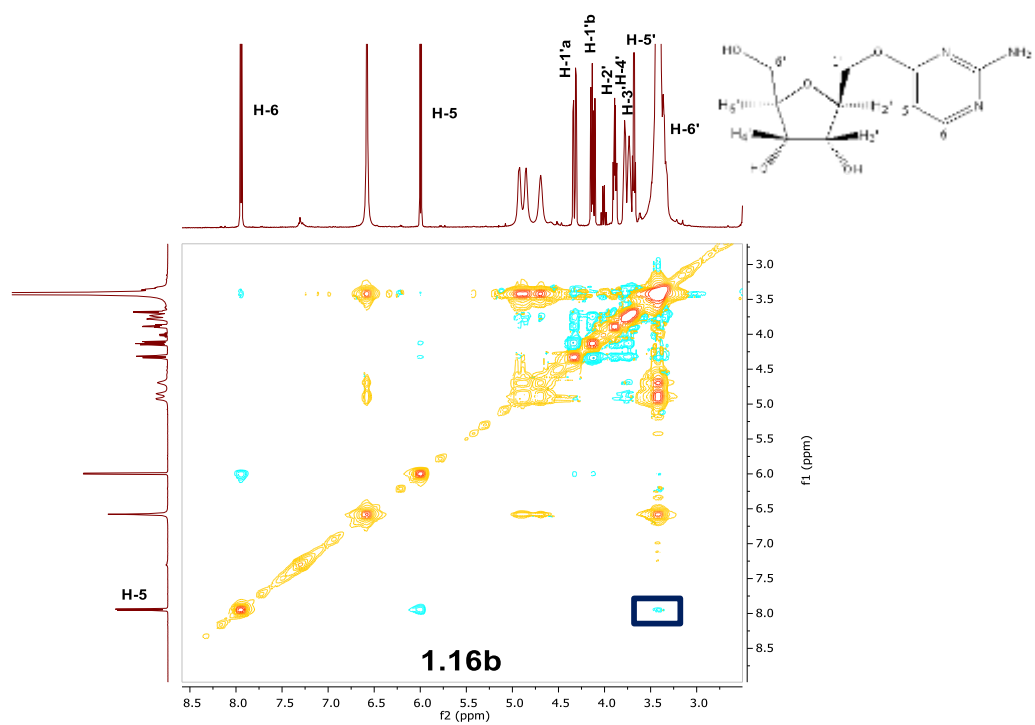 H-6
H-5
H-1'a
H-1'b
H-2'
H-4'
H-3'
H-5'
H-6'
HO
6'
O
N
NH₂
O
H5'
H2'
5
N
6
H4'
H3'
HO
OH
3.0
3.5
4.0
4.5
5.0
5.5
6.0
6.5
7.0
7.5
8.0
8.5
f1 (ppm)
H-5
1.16b
8.5 8.0 7.5 7.0 6.5 6.0 5.5 5.0 4.5 4.0 3.5 3.0
f2 (ppm)